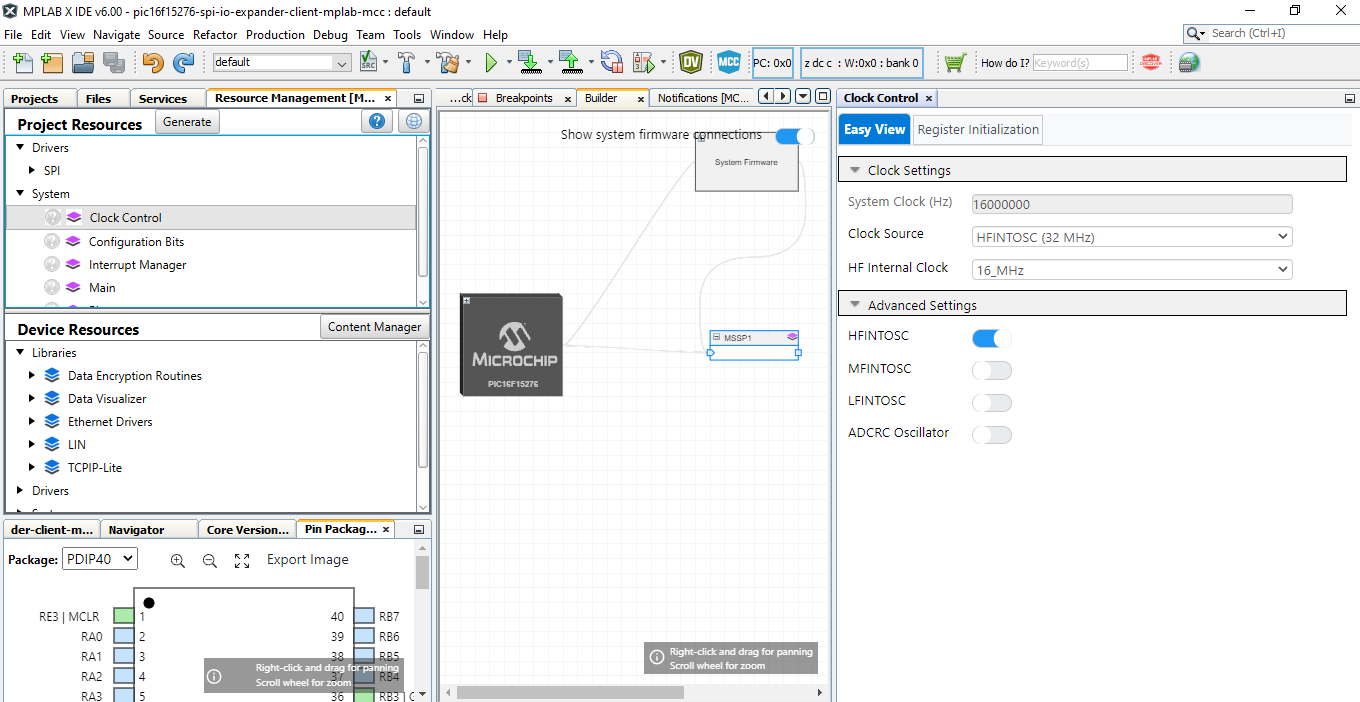 MPLAB X IDE v6.00 - pic16f15276-spi-io-expander-client-mplab-mcc : default
File Edit View Navigate Source Refactor Production Debug Team Tools Window Help
Search (Ctrl+I)
default
SRC
DV
MCC
PC: 0x0
z dc c : W:0x0 : bank 0
How do I?
Keyword(s)
Projects
Files
Services
Resource Management [M... ×
Project Resources
Generate
?
Drivers
SPI
System
Clock Control
Configuration Bits
Interrupt Manager
Main
Device Resources
Content Manager
Libraries
Data Encryption Routines
Data Visualizer
Ethernet Drivers
LIN
TCPIP-Lite
Drivers
der-client-m...
Navigator
Core Version...
Pin Packag... ×
Package:
PDIP40
Export Image
RE3 | MCLR 1 40 RB7
RA0 2 39 RB6
RA1 3 38 RB5
RA2 4 37 RB4
RA3 5 36 RB3 |
Right-click and drag for panning
Scroll wheel for zoom
...ck
Breakpoints ×
Builder ×
Notifications [MC...
Show system firmware connections
System Firmware
MICROCHIP
PIC16F15276
MSSP1
Right-click and drag for panning
Scroll wheel for zoom
Clock Control ×
Easy View
Register Initialization
Clock Settings
System Clock (Hz) 16000000
Clock Source HFINTOSC (32 MHz)
HF Internal Clock 16_MHz
Advanced Settings
HFINTOSC
MFINTOSC
LFINTOSC
ADCRC Oscillator